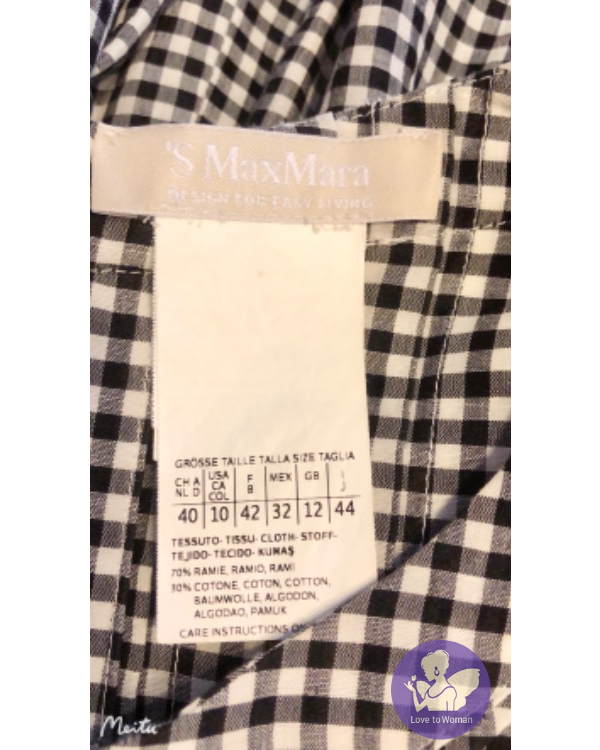 'S MaxMara
DESIGN FOR EASY LIVING
GRÖSSE TAILLE TALLA SIZE TAGLIA
CH A NL D USA CA COL F B MEX GB I J
40 10 42 32 12 44
TESSUTO- TISSU- CLOTH- STOFF-
TEJIDO- TECIDO- KUMAŞ
70% RAMIE, RAMIO, RAMI
30% COTONE, COTON, COTTON,
BAUMWOLLE, ALGODON,
ALGODAO, PAMUK
CARE INSTRUCTIONS
Love to Woman
Meitu